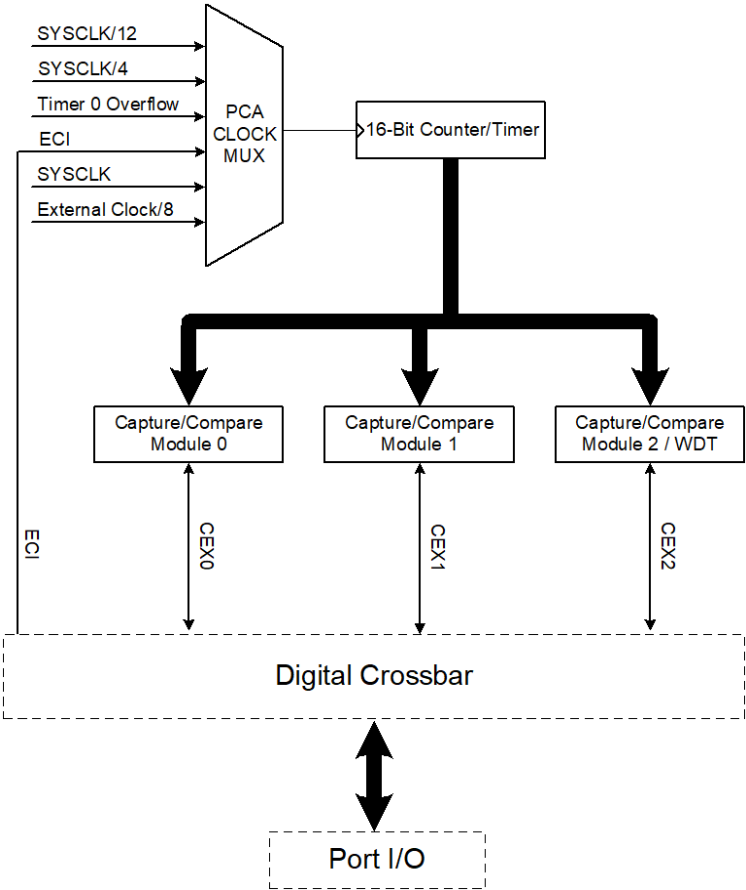 SYSCLK/12
SYSCLK/4
Timer 0 Overflow
ECI
SYSCLK
External Clock/8
PCA
CLOCK
MUX
16-Bit Counter/Timer
Capture/Compare
Module 0
Capture/Compare
Module 1
Capture/Compare
Module 2 / WDT
ECI
CEX0
CEX1
CEX2
Digital Crossbar
Port I/O